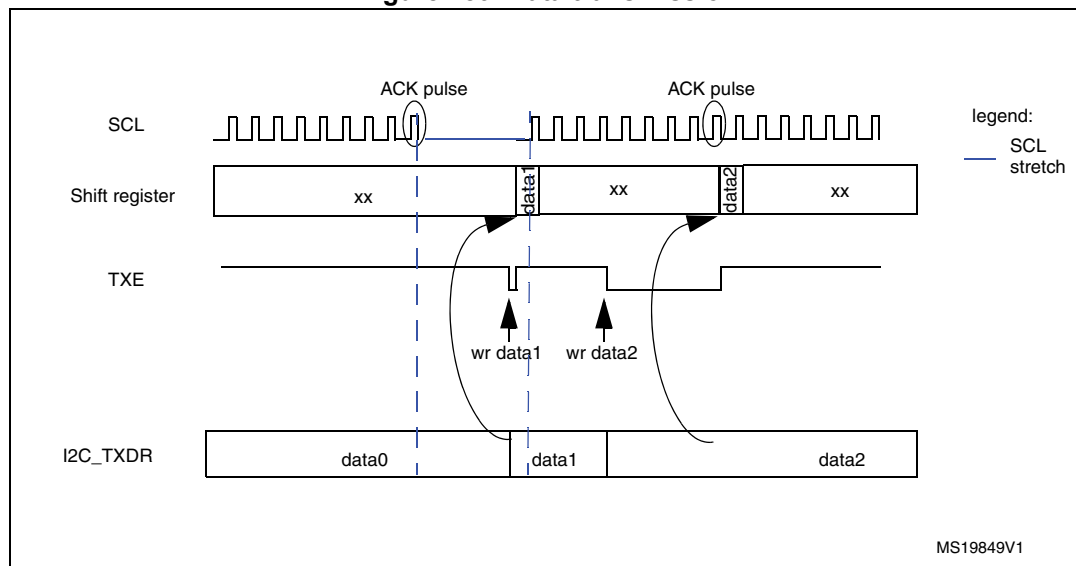 ACK pulse
ACK pulse
SCL
legend:
SCL
stretch
Shift register
xx
data1
xx
data2
xx
TXE
wr data1
wr data2
I2C_TXDR
data0
data1
data2
MS19849V1